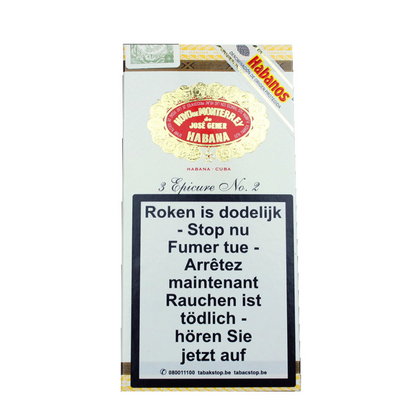 Habanos
HOYO DE MONTERREY
de
JOSÉ GENER
HABANA
HABANA - CUBA
3 Epicure No. 2
Roken is dodelijk
- Stop nu
Fumer tue -
Arrêtez
maintenant
Rauchen ist
tödlich -
hören Sie
jetzt auf
080011100 tabakstop.be tabacstop.be